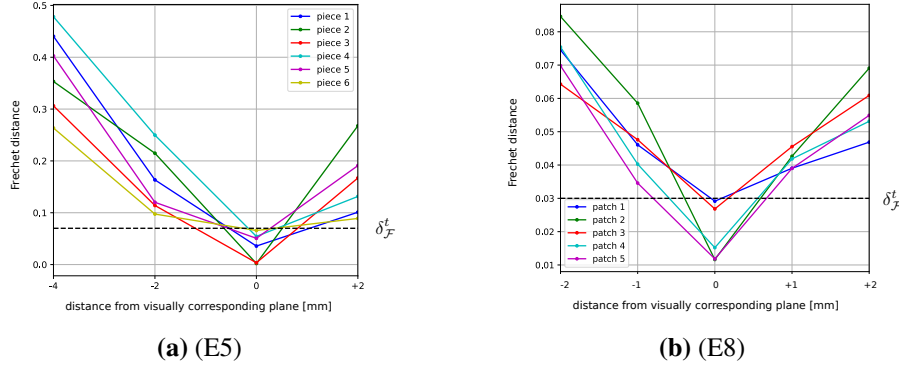 0.5
0.4
0.3
0.2
0.1
0.0
-4
-2
0
+2
Frechet distance
distance from visually corresponding plane [mm]
piece 1
piece 2
piece 3
piece 4
piece 5
piece 6
δ_F^t
(a) (E5)
0.08
0.07
0.06
0.05
0.04
0.03
0.02
0.01
-2
-1
0
+1
+2
Frechet distance
distance from visually corresponding plane [mm]
patch 1
patch 2
patch 3
patch 4
patch 5
δ_F^t
(b) (E8)